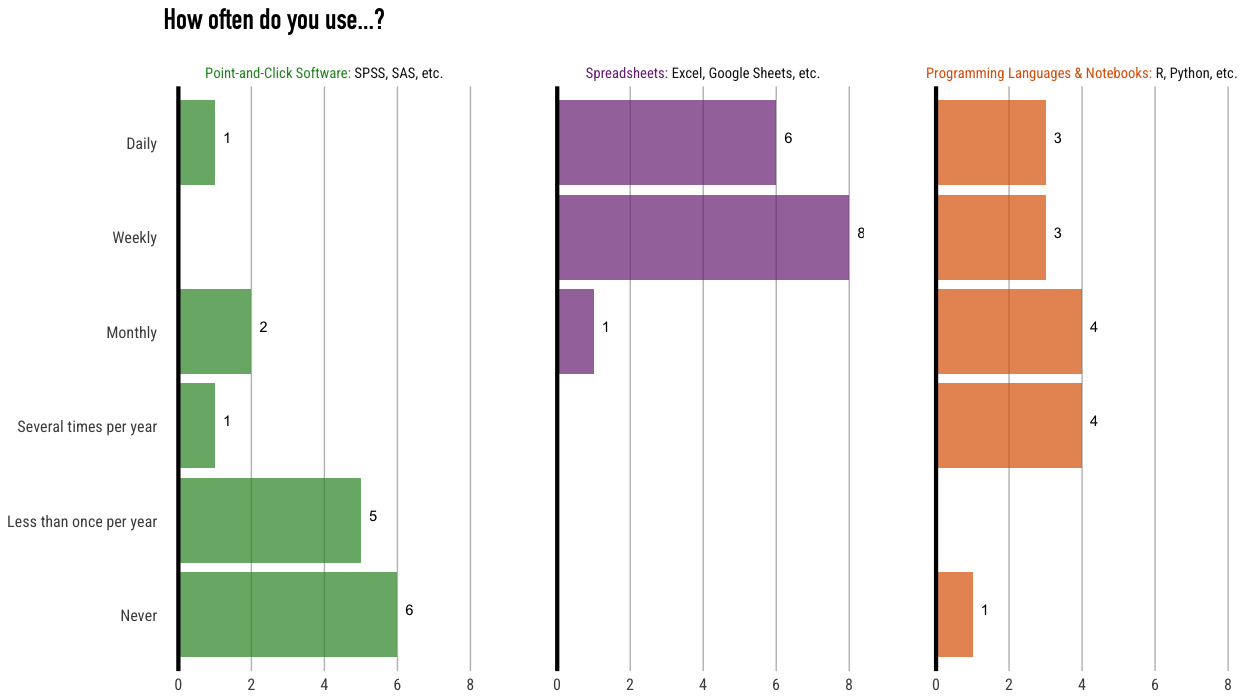 How often do you use...?
Point-and-Click Software: SPSS, SAS, etc.
Spreadsheets: Excel, Google Sheets, etc.
Programming Languages & Notebooks: R, Python, etc.
Daily
1
6
3
Weekly
8
3
Monthly
2
1
4
Several times per year
1
4
Less than once per year
5
Never
6
1
0 2 4 6 8
0 2 4 6 8
0 2 4 6 8